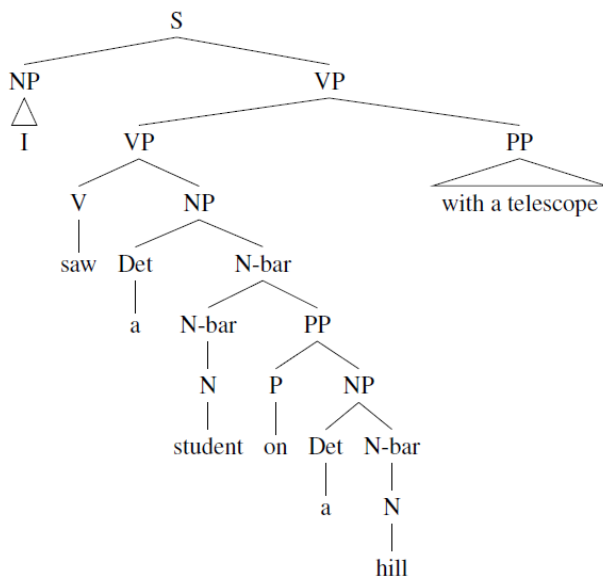 S
NP VP
I VP PP
V NP with a telescope
saw Det N-bar
a N-bar PP
N P NP
student on Det N-bar
a N
hill